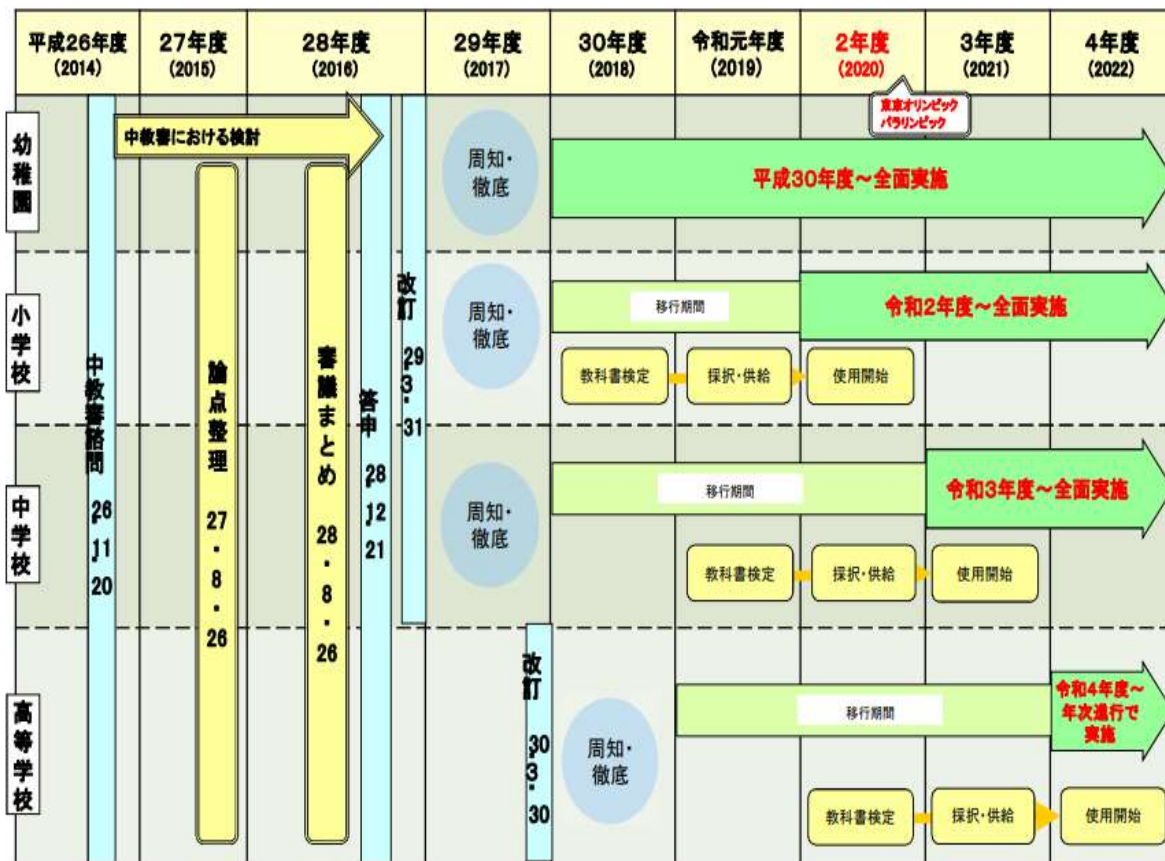 平成26年度
(2014)
27年度
(2015)
28年度
(2016)
29年度
(2017)
30年度
(2018)
令和元年度
(2019)
2年度
(2020)
3年度
(2021)
4年度
(2022)
東京オリンピック
パラリンピック
幼稚園
中教審における検討
周知・
徹底
平成30年度～全面実施
小学校
周知・
徹底
移行期間
令和2年度～全面実施
教科書検定
採択・供給
使用開始
中教審諮問 26.11.20
論点整理 27・8・26
審議まとめ 28・8・26
答申 28.12.21
改訂 29.3.31
中学校
周知・
徹底
移行期間
令和3年度～全面実施
教科書検定
採択・供給
使用開始
高等学校
改訂 30.3.30
周知・
徹底
移行期間
令和4年度～
年次進行で
実施
教科書検定
採択・供給
使用開始